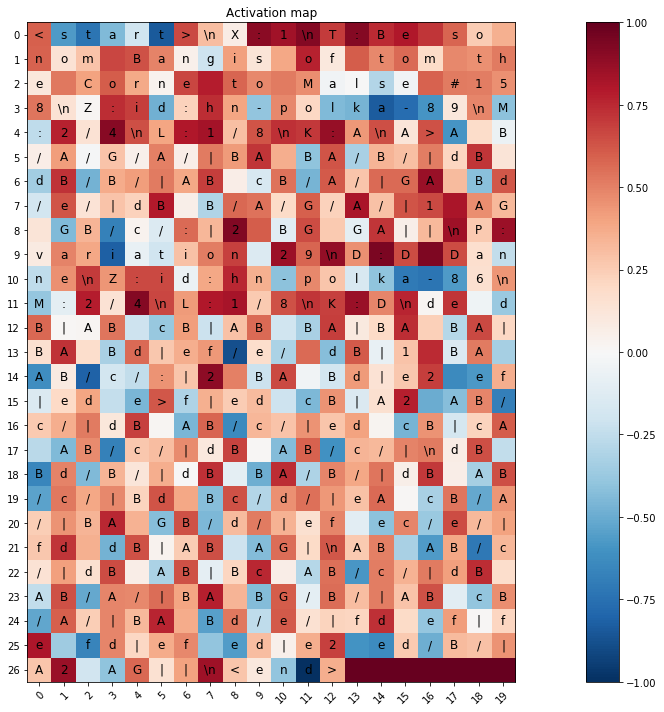 Activation map
0 < s t a r t > \n X : 1 \n T : B e s o
1 n o m B a n g i s o f t o m t h
2 e C o r n e t o M a l s e # 1 5
3 8 \n Z : i d : h n - p o l k a - 8 9 \n M
4 : 2 / 4 \n L : 1 / 8 \n K : A \n A > A B
5 / A / G / A / | B A B A / B / | d B
6 d B / B / | A B c B / A / | G A B d
7 / e / | d B B / A / G / A / | 1 A G
8 G B / c / : | 2 B G G A | | \n P :
9 v a r i a t i o n 2 9 \n D : D D a n
10 n e \n Z : i d : h n - p o l k a - 8 6 \n
11 M : 2 / 4 \n L : 1 / 8 \n K : D \n d e d
12 B | A B c B | A B B A | B A B A |
13 B A B d | e f / e / d B | 1 B A
14 A B / c / : | 2 B A B d | e 2 e f
15 | e d e > f | e d c B | A 2 A B /
16 c / | d B A B / c / | e d c B | c A
17 A B / c / | d B A B / c / | \n d B
18 B d / B / | d B B A / B / | d B A B
19 / c / | B d B c / d / | e A c B / A
20 / | B A G B / d / | e f e c / e / |
21 f d d B | A B A G | \n A B A B / c
22 / | d B A B | B c A B / c / | d B
23 A B / A / | B A B G / B / | A B c B
24 / A / | B A B d / e / | f d e f | f
25 e f d | e f e d | e 2 e d / B / |
26 A 2 A G | | \n < e n d >
0 1 2 3 4 5 6 7 8 9 10 11 12 13 14 15 16 17 18 19
1.00
0.75
0.50
0.25
0.00
−0.25
−0.50
−0.75
−1.00